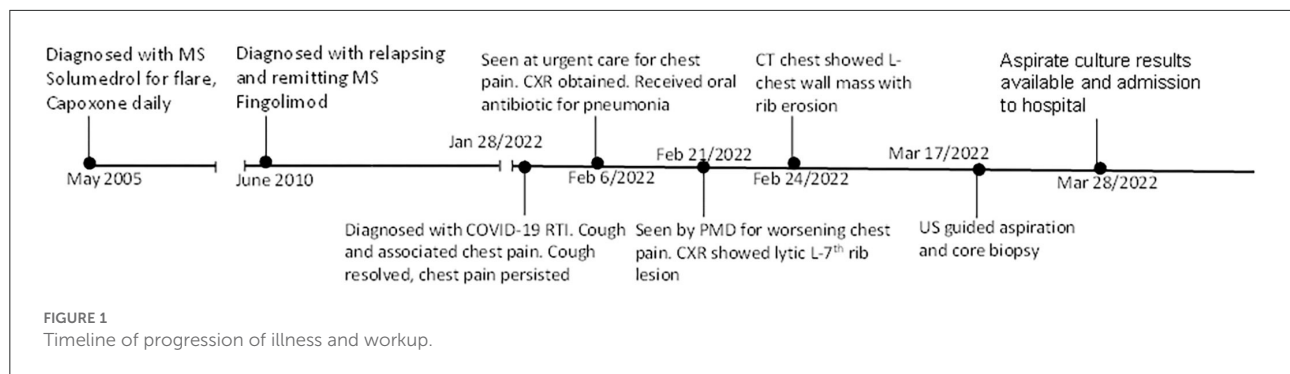 Diagnosed with MS
Solumedrol for flare,
Capoxone daily
May 2005
Diagnosed with relapsing
and remitting MS
Fingolimod
June 2010
Jan 28/2022
Diagnosed with COVID-19 RTI. Cough
and associated chest pain. Cough
resolved, chest pain persisted
Seen at urgent care for chest
pain. CXR obtained. Received oral
antibiotic for pneumonia
Feb 6/2022
Feb 21/2022
Seen by PMD for worsening chest
pain. CXR showed lytic L-7th rib
lesion
CT chest showed L-
chest wall mass with
rib erosion
Feb 24/2022
Mar 17/2022
US guided aspiration
and core biopsy
Aspirate culture results
available and admission
to hospital
Mar 28/2022
FIGURE 1
Timeline of progression of illness and workup.